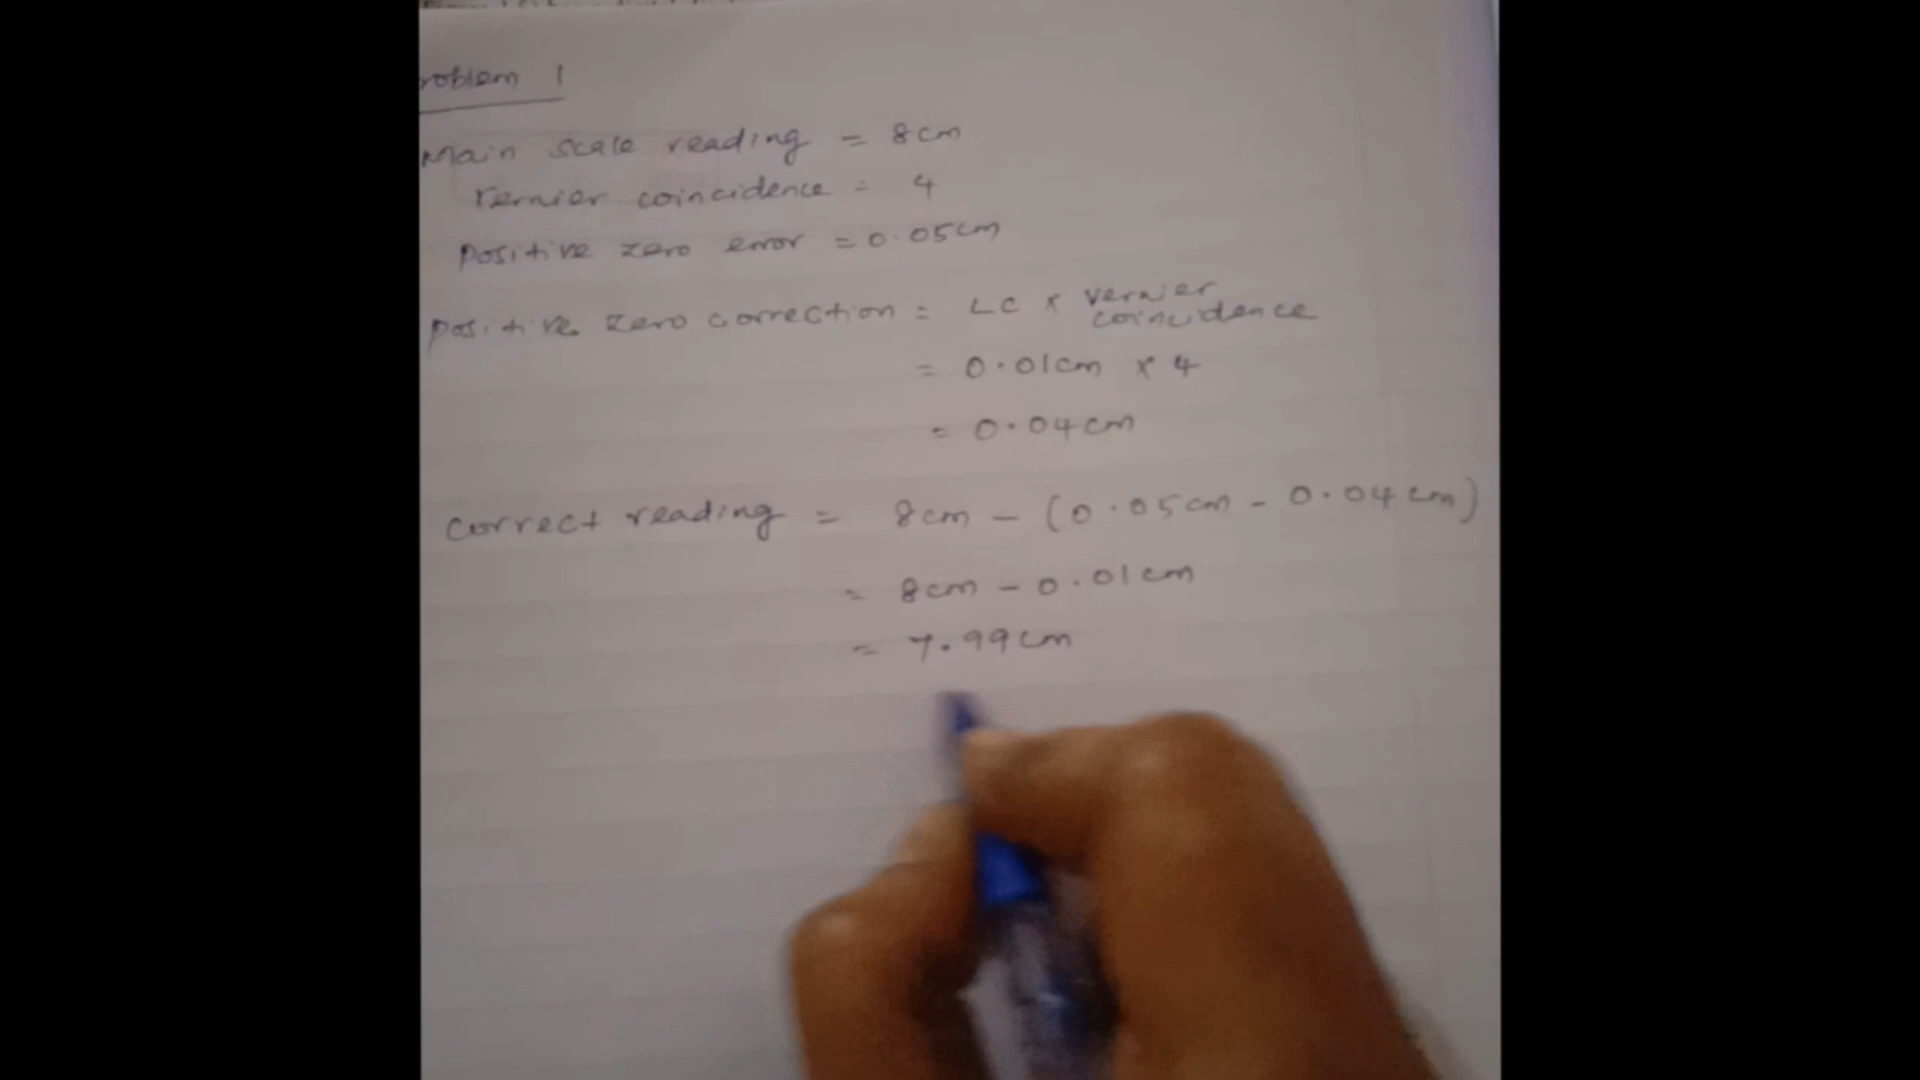 roblem 1
Main scale reading = 8cm
Vernier coincidence = 4
Positive zero error = 0.05cm
Positive zero correction = LC x vernier coincidence
= 0.01cm x 4
= 0.04cm
Correct reading = 8cm - (0.05cm - 0.04cm)
= 8cm - 0.01cm
= 7.99cm